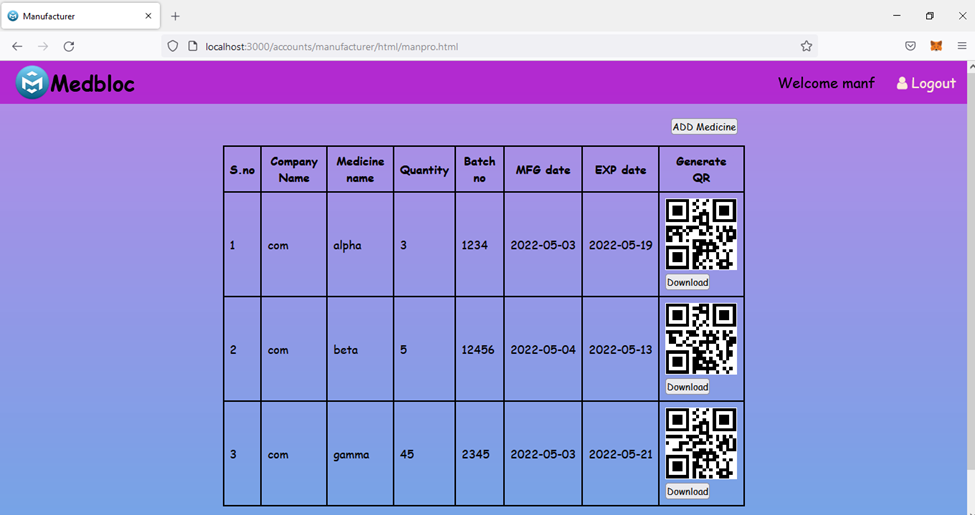 Manufacturer
localhost:3000/accounts/manufacturer/html/manpro.html
Medbloc
Welcome manf Logout
ADD Medicine
S.no Company Name Medicine name Quantity Batch no MFG date EXP date Generate QR
1 com alpha 3 1234 2022-05-03 2022-05-19
Download
2 com beta 5 12456 2022-05-04 2022-05-13
Download
3 com gamma 45 2345 2022-05-03 2022-05-21
Download